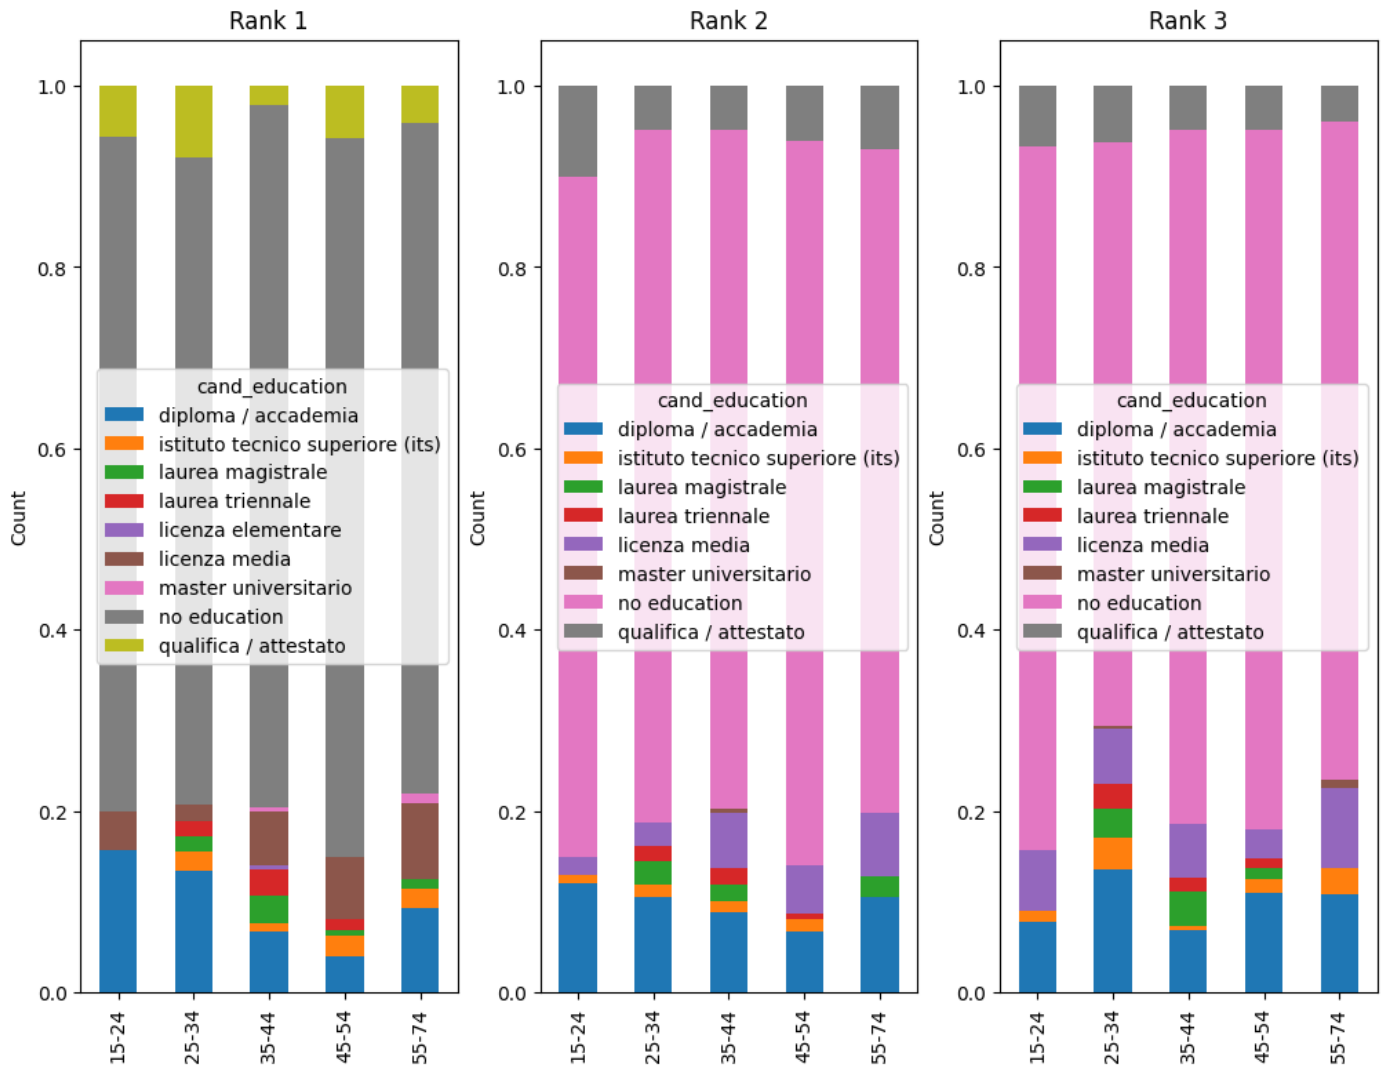 Rank 1
Count
1.0
0.8
0.6
0.4
0.2
0.0
cand_education
diploma / accademia
istituto tecnico superiore (its)
laurea magistrale
laurea triennale
licenza elementare
licenza media
master universitario
no education
qualifica / attestato
15-24
25-34
35-44
45-54
55-74
Rank 2
Count
1.0
0.8
0.6
0.4
0.2
0.0
cand_education
diploma / accademia
istituto tecnico superiore (its)
laurea magistrale
laurea triennale
licenza media
master universitario
no education
qualifica / attestato
15-24
25-34
35-44
45-54
55-74
Rank 3
Count
1.0
0.8
0.6
0.4
0.2
0.0
cand_education
diploma / accademia
istituto tecnico superiore (its)
laurea magistrale
laurea triennale
licenza media
master universitario
no education
qualifica / attestato
15-24
25-34
35-44
45-54
55-74